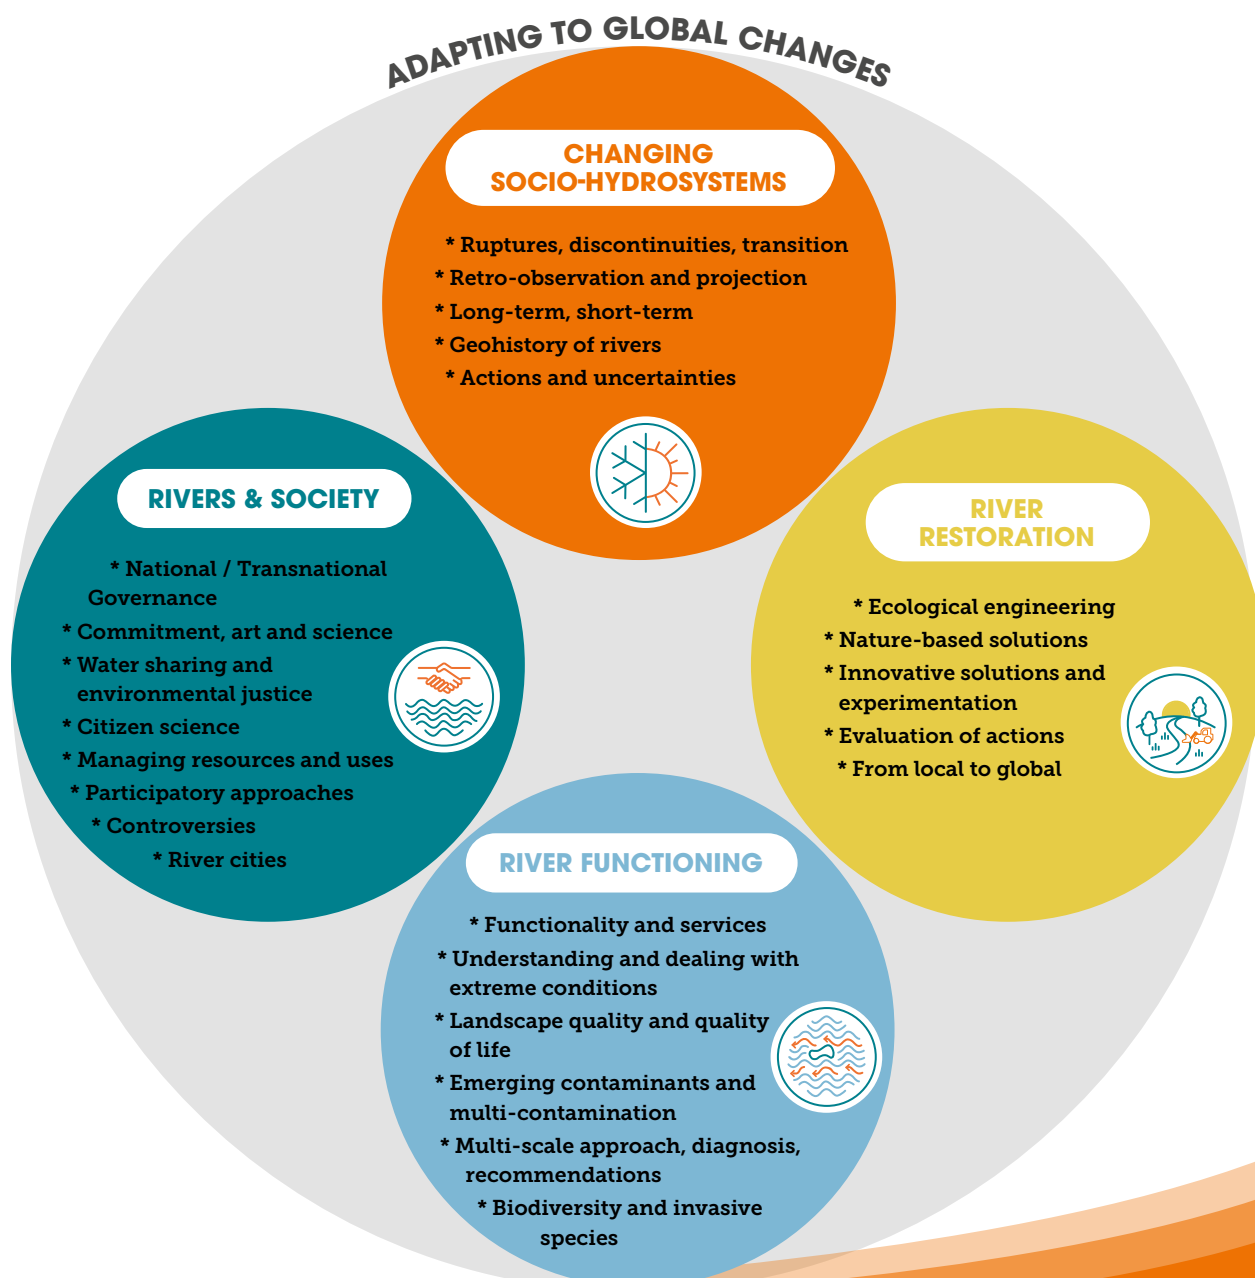 ADAPTING TO GLOBAL CHANGES
CHANGING
SOCIO-HYDROSYSTEMS
* Ruptures, discontinuities, transition
* Retro-observation and projection
* Long-term, short-term
* Geohistory of rivers
* Actions and uncertainties
RIVERS & SOCIETY
* National / Transnational
Governance
* Commitment, art and science
* Water sharing and
environmental justice
* Citizen science
* Managing resources and uses
* Participatory approaches
* Controversies
* River cities
RIVER
RESTORATION
* Ecological engineering
* Nature-based solutions
* Innovative solutions and
experimentation
* Evaluation of actions
* From local to global
RIVER FUNCTIONING
* Functionality and services
* Understanding and dealing with
extreme conditions
* Landscape quality and quality
of life
* Emerging contaminants and
multi-contamination
* Multi-scale approach, diagnosis,
recommendations
* Biodiversity and invasive
species